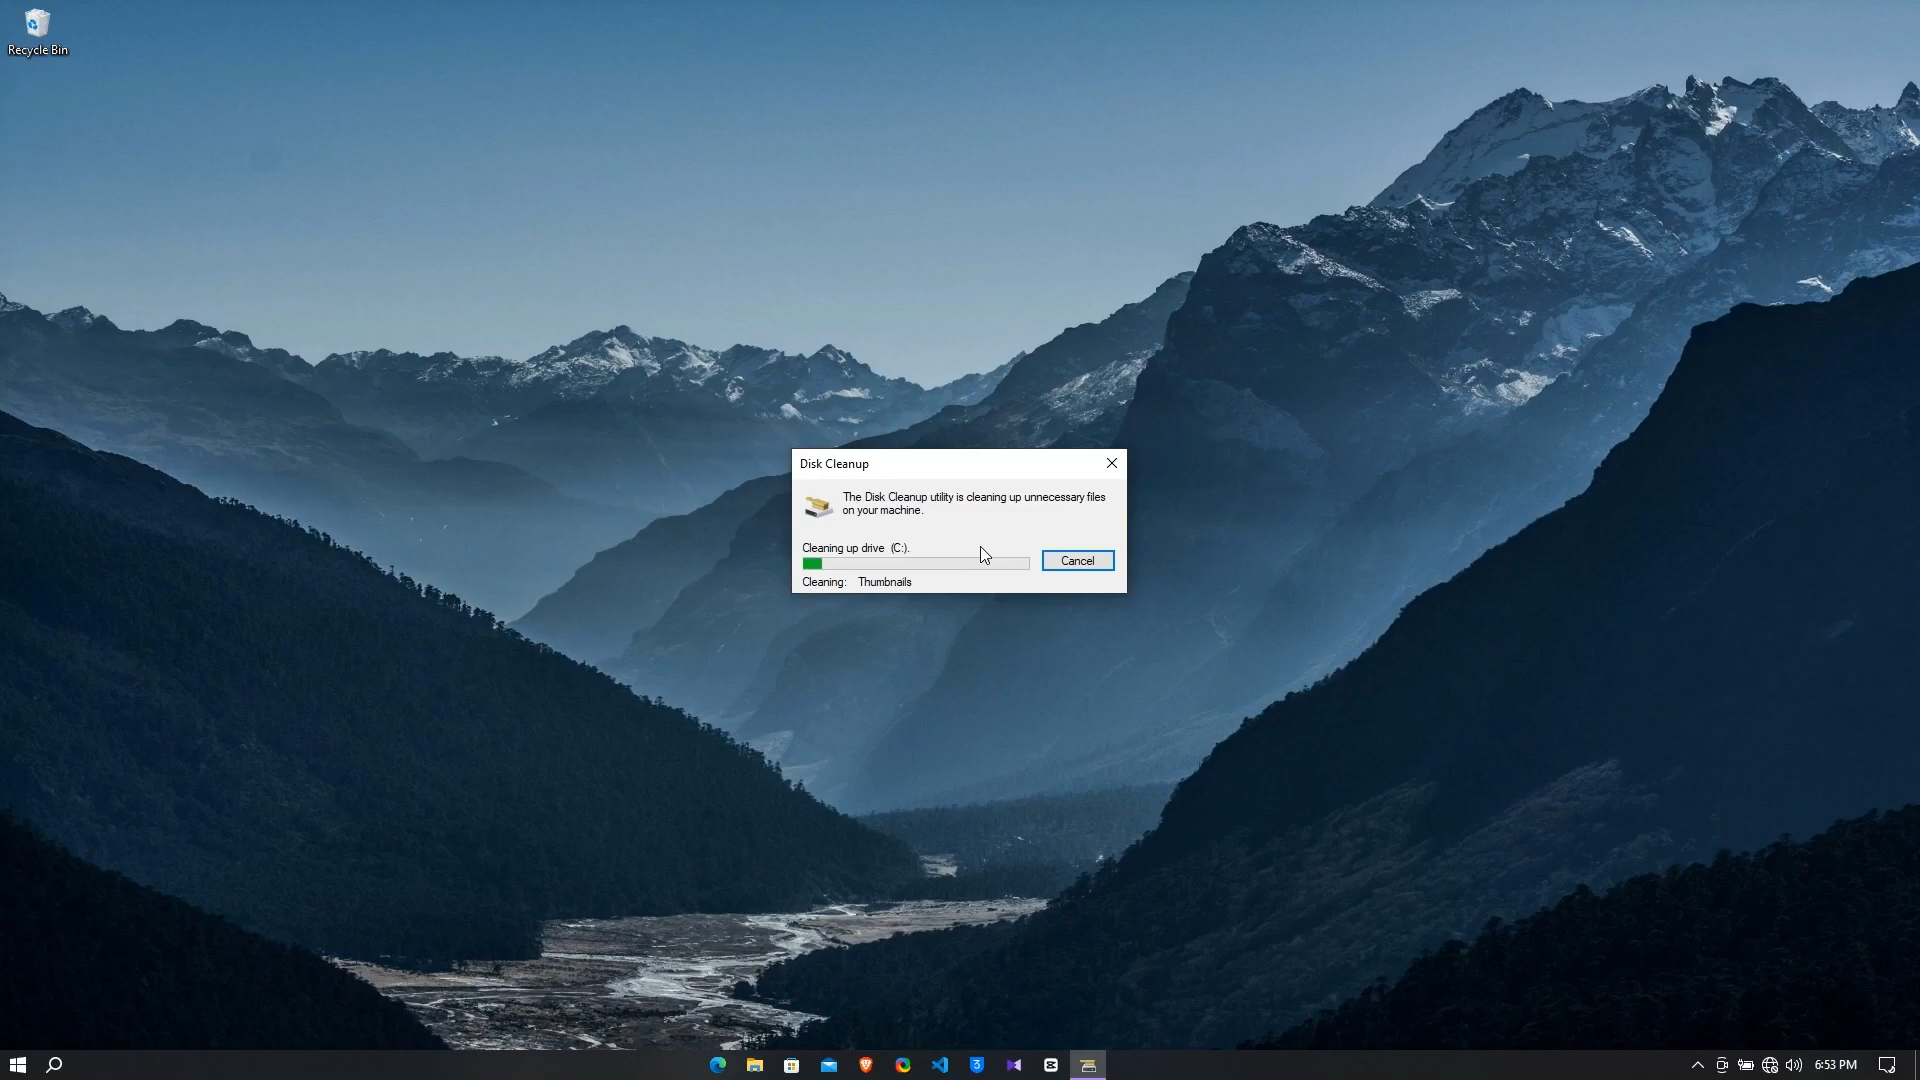 Recycle Bin
Disk Cleanup
The Disk Cleanup utility is cleaning up unnecessary files
on your machine.
Cleaning up drive (C:).
Cancel
Cleaning: Thumbnails
3
6:53 PM